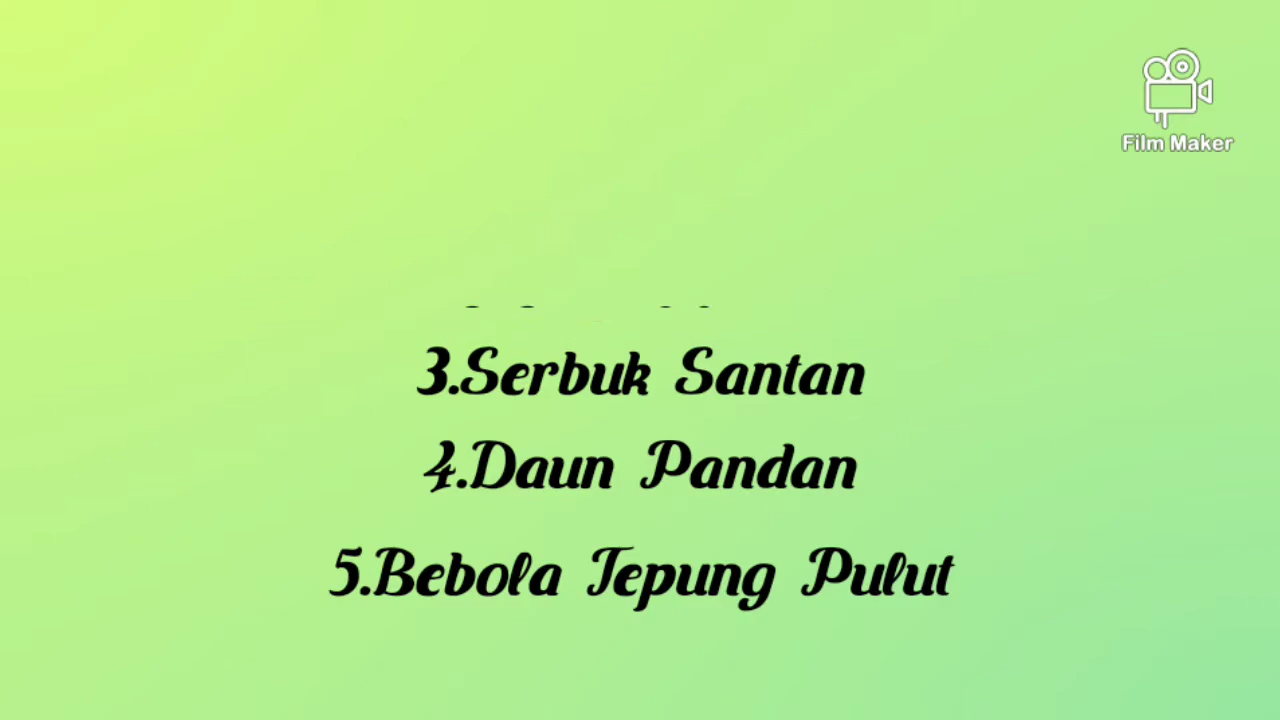 Film Maker
3.Serbuk Santan
4.Daun Pandan
5.Bebola Tepung Pulut